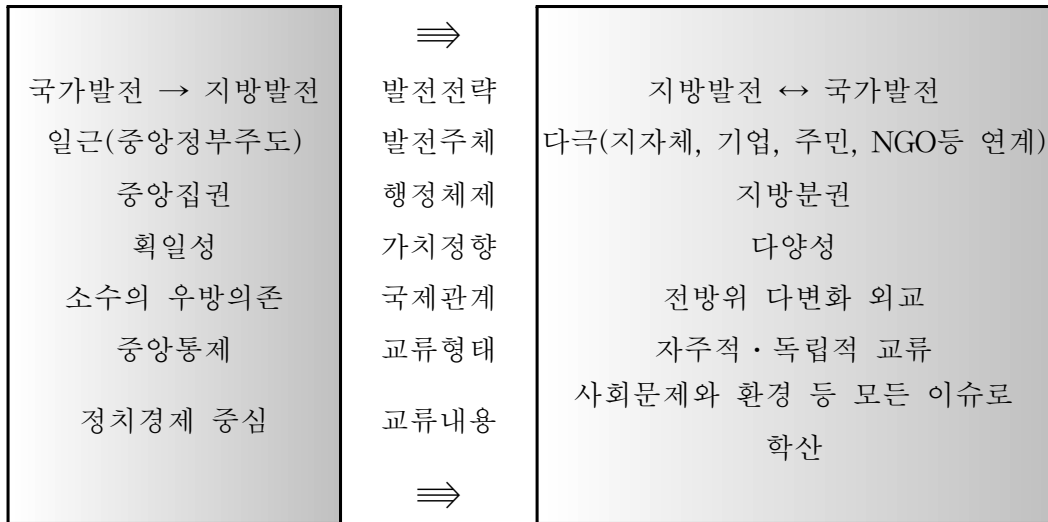 ⇛
국가발전 → 지방발전 발전전략 지방발전 ↔ 국가발전
일근(중앙정부주도) 발전주체 다극(지자체, 기업, 주민, NGO등 연계)
중앙집권 행정체제 지방분권
획일성 가치정향 다양성
소수의 우방의존 국제관계 전방위 다변화 외교
중앙통제 교류형태 자주적·독립적 교류
정치경제 중심 교류내용 사회문제와 환경 등 모든 이슈로
학산
⇛